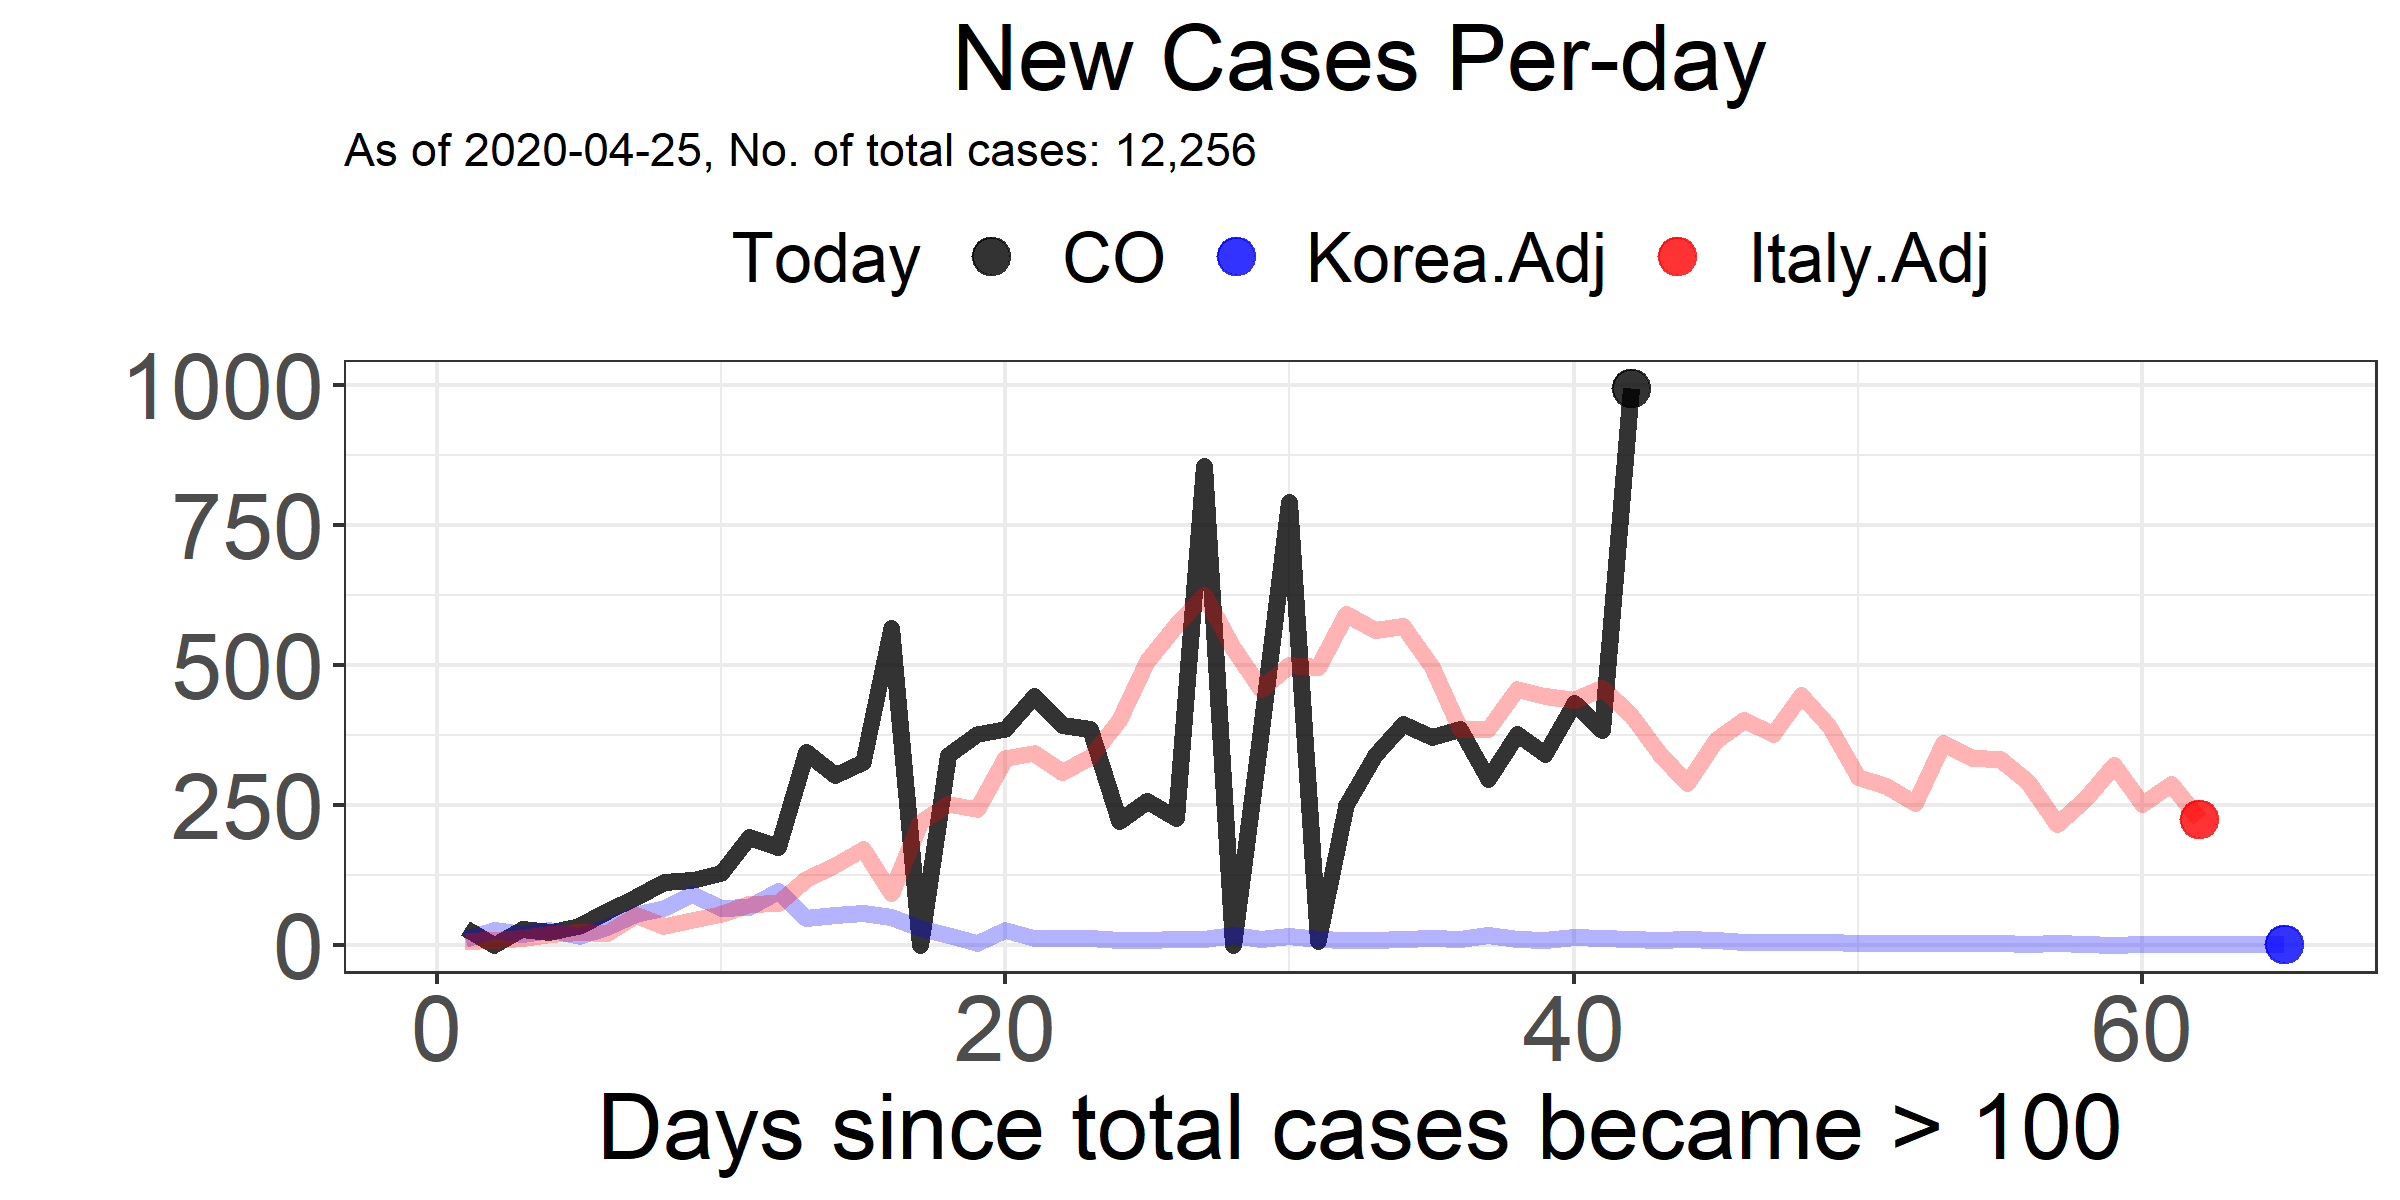 New Cases Per-day
As of 2020-04-25, No. of total cases: 12,256
Today CO Korea.Adj Italy.Adj
1000
750
500
250
0
0 20 40 60
Days since total cases became > 100